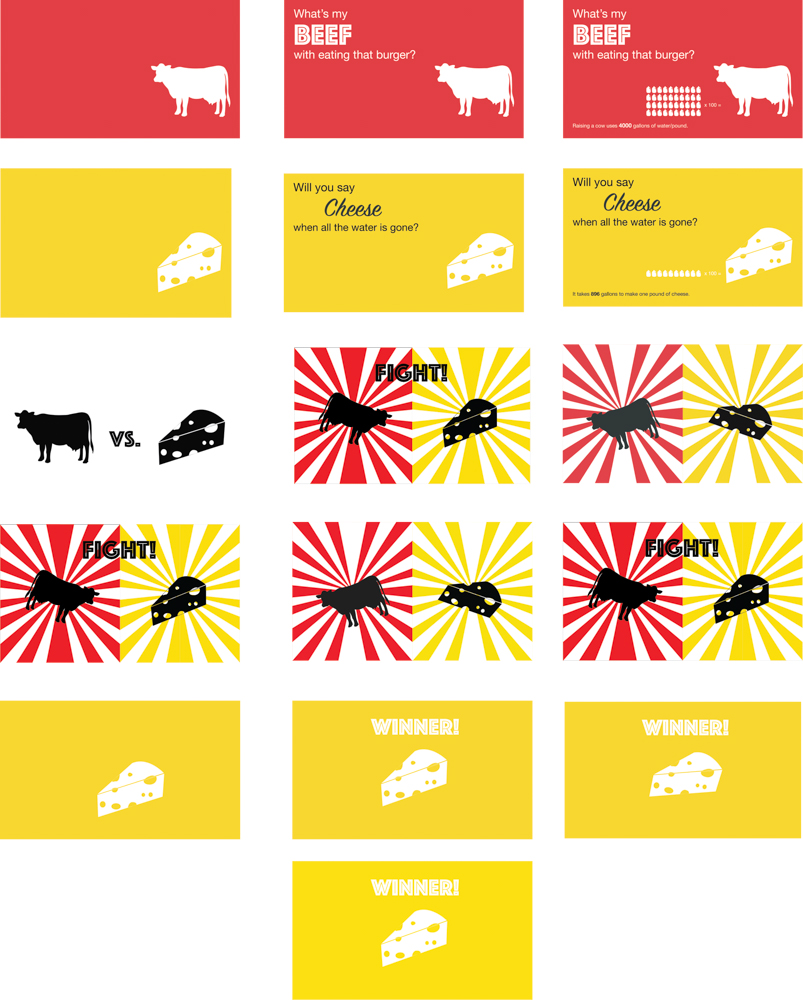 What's my
BEEF
with eating that burger?
What's my
BEEF
with eating that burger?
x 100 =
Raising a cow uses 4000 gallons of water/pound.
Will you say
Cheese
when all the water is gone?
Will you say
Cheese
when all the water is gone?
x 100 =
It takes 896 gallons to make one pound of cheese.
VS.
FIGHT!
FIGHT!
FIGHT!
WINNER!
WINNER!
WINNER!